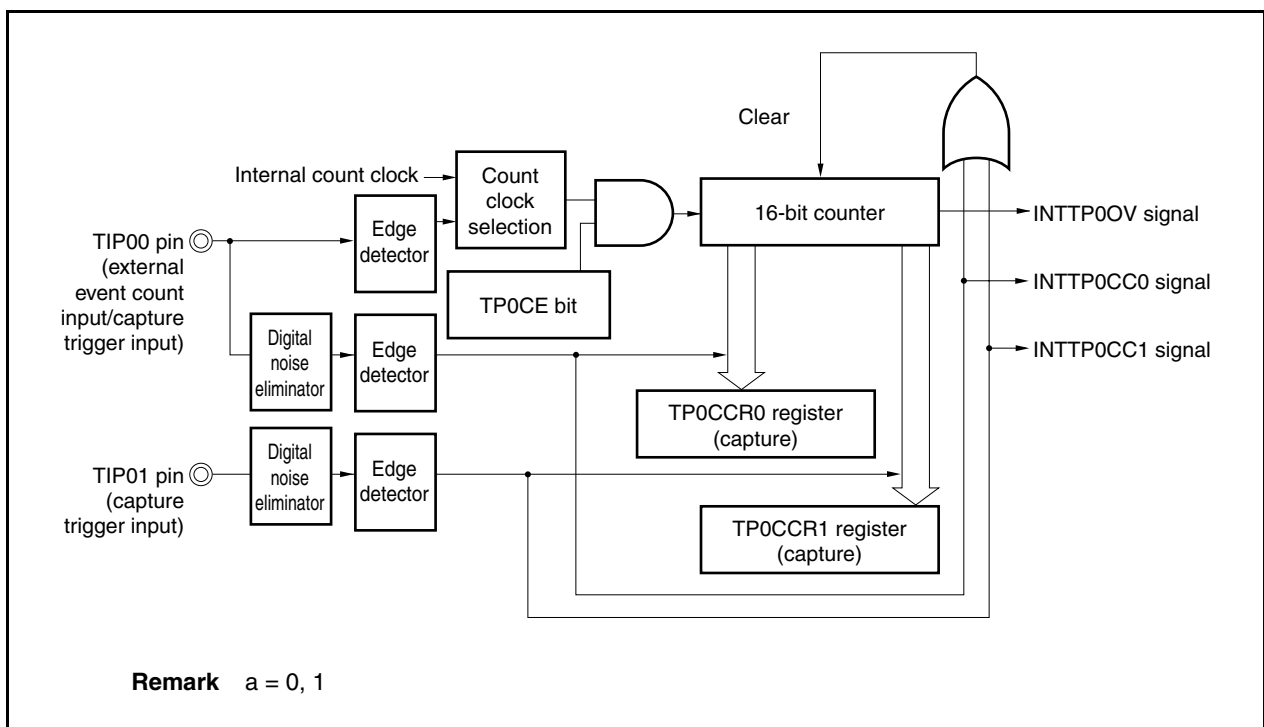 Clear
Internal count clock
Count
clock
selection
16-bit counter
INTTP0OV signal
TIP00 pin
(external
event count
input/capture
trigger input)
Edge
detector
TP0CE bit
INTTP0CC0 signal
Digital
noise
eliminator
Edge
detector
INTTP0CC1 signal
TP0CCR0 register
(capture)
TIP01 pin
(capture
trigger input)
Digital
noise
eliminator
Edge
detector
TP0CCR1 register
(capture)
Remark a = 0, 1